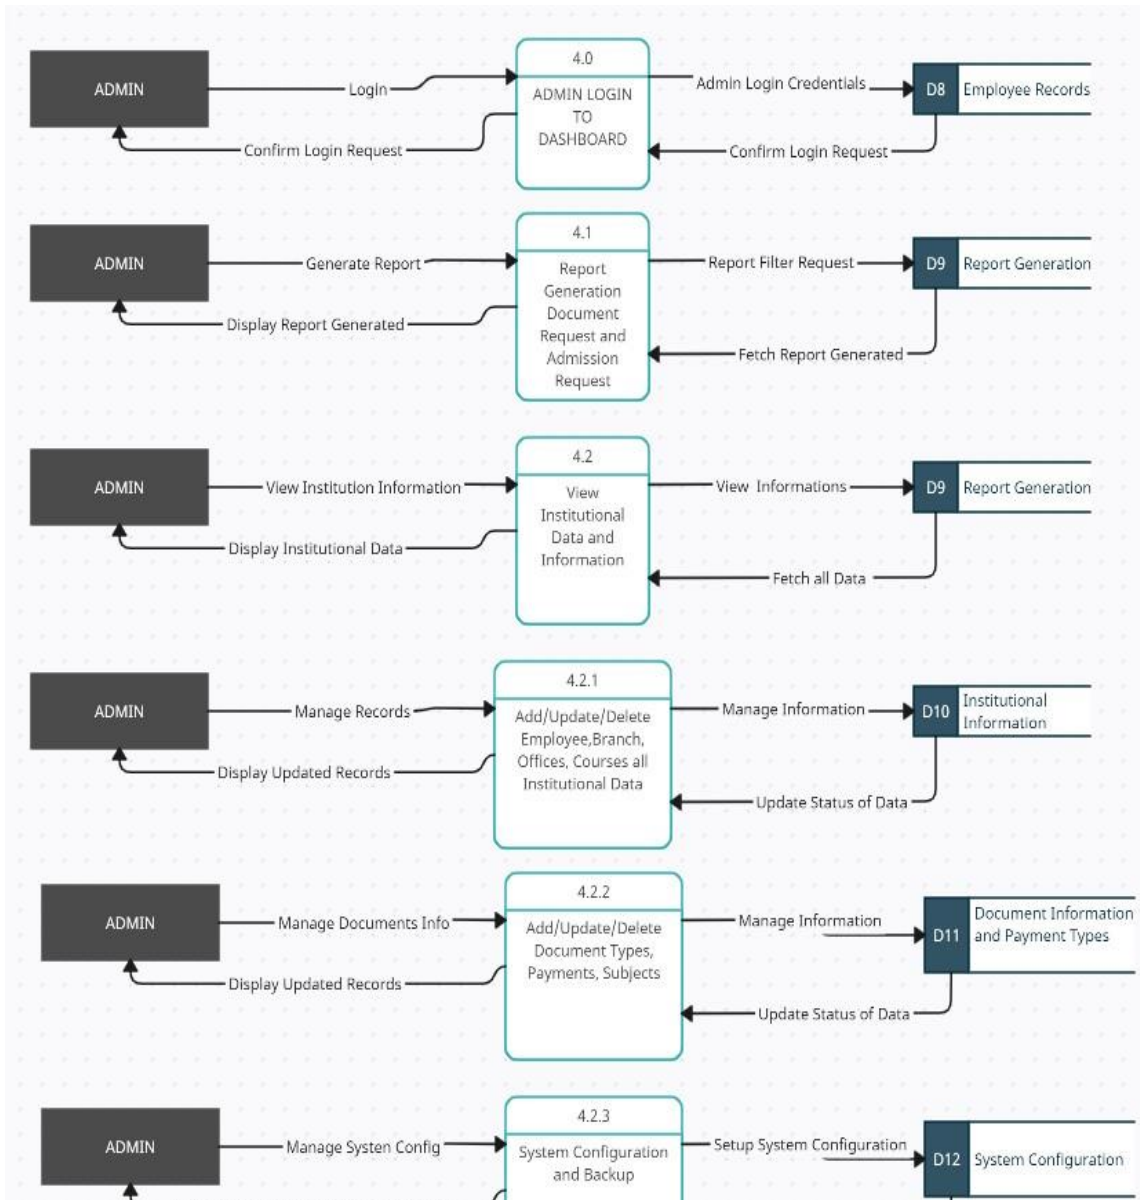 4.0
ADMIN
Login
ADMIN LOGIN
TO
DASHBOARD
Admin Login Credentials
D8
Employee Records
Confirm Login Request
Confirm Login Request
4.1
ADMIN
Generate Report
Report
Generation
Document
Request and
Admission
Request
Report Filter Request
D9
Report Generation
Display Report Generated
Fetch Report Generated
4.2
ADMIN
View Institution Information
View
Institutional
Data and
Information
View Informations
D9
Report Generation
Display Institutional Data
Fetch all Data
4.2.1
ADMIN
Manage Records
Add/Update/Delete
Employee,Branch,
Offices, Courses all
Institutional Data
Manage Information
D10
Institutional
Information
Display Updated Records
Update Status of Data
4.2.2
ADMIN
Manage Documents Info
Add/Update/Delete
Document Types,
Payments, Subjects
Manage Information
D11
Document Information
and Payment Types
Display Updated Records
Update Status of Data
4.2.3
ADMIN
Manage Systen Config
System Configuration
and Backup
Setup System Configuration
D12
System Configuration